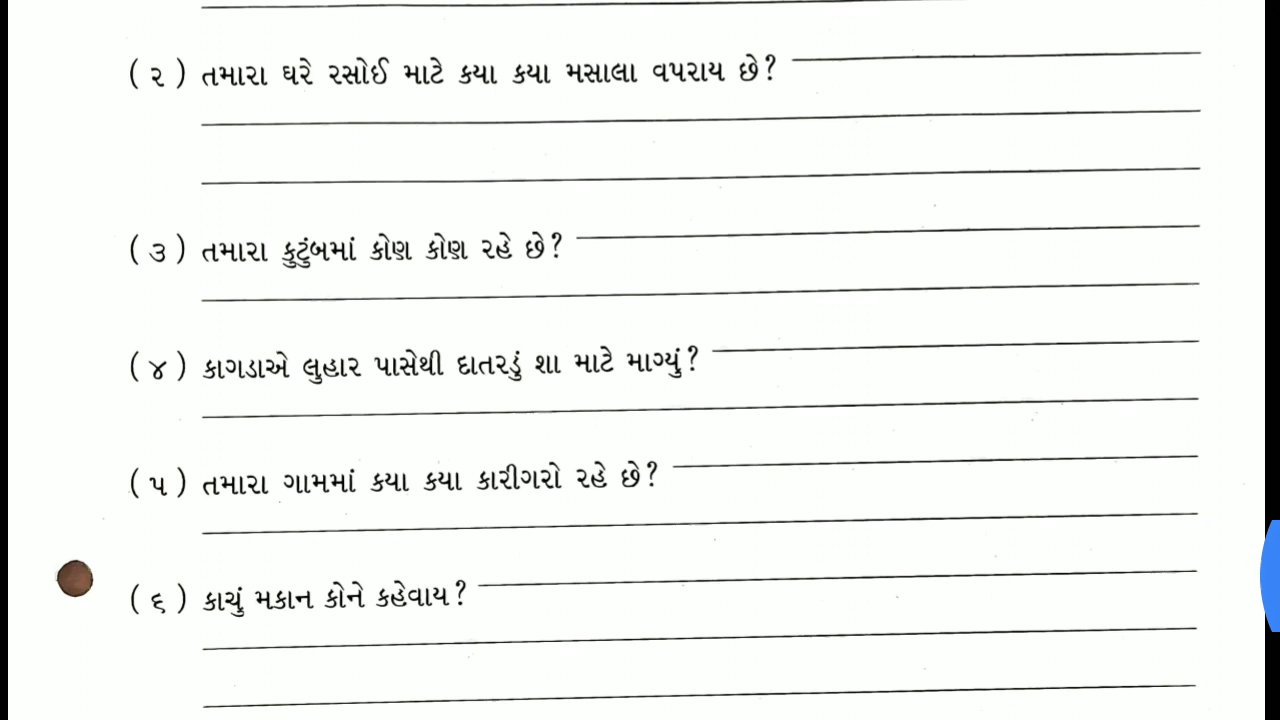 ( ૨ ) તમારા ઘરે રસોઈ માટે કયા કયા મસાલા વપરાય છે?
( ૩ ) તમારા કુટુંબમાં કોણ કોણ રહે છે?
( ૪ ) કાગડાએ લુહાર પાસેથી દાતરડું શા માટે માગ્યું?
( ૫ ) તમારા ગામમાં કયા કયા કારીગરો રહે છે?
( ૬ ) કાચું મકાન કોને કહેવાય?